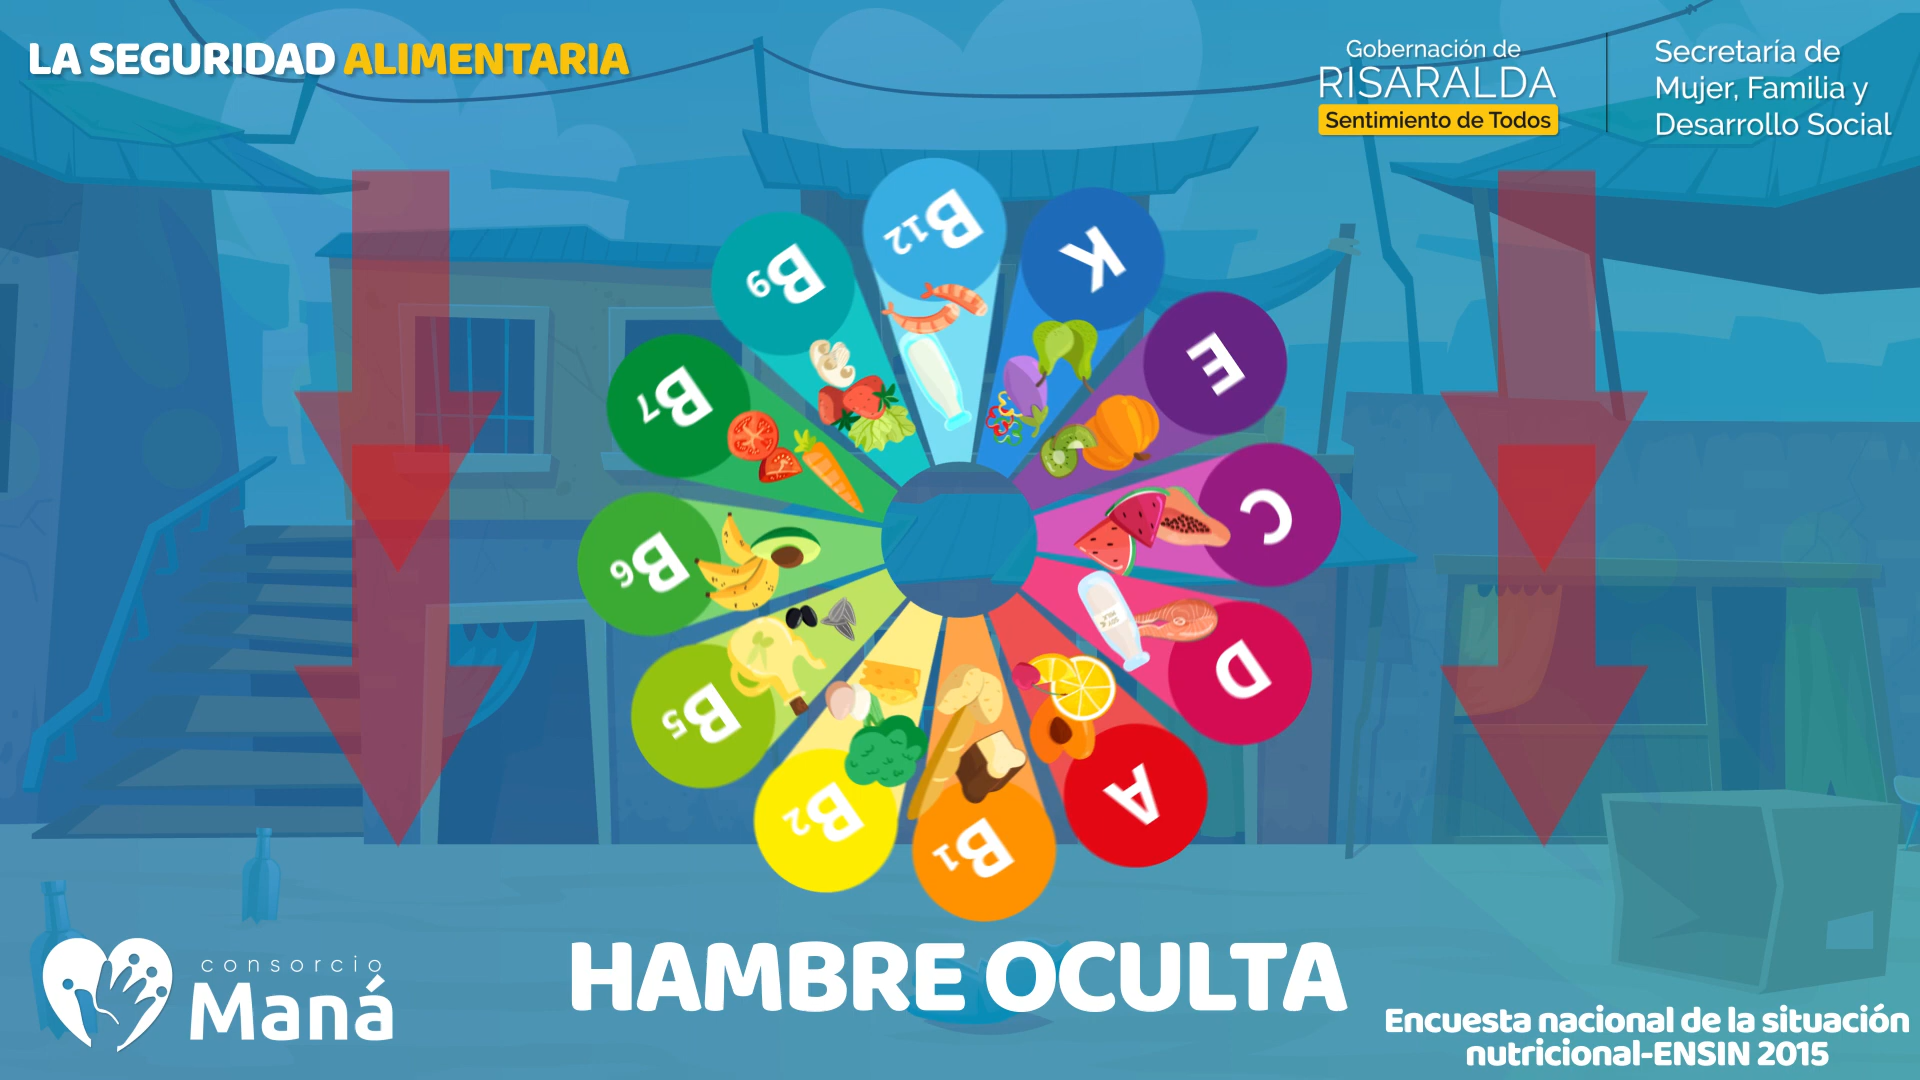 LA SEGURIDAD ALIMENTARIA
Gobernación de
RISARALDA
Sentimiento de Todos
Secretaría de
Mujer, Familia y
Desarrollo Social
B12
K
B9
E
B7
C
B6
D
B5
A
B2
B1
HAMBRE OCULTA
consorcio
Maná
Encuesta nacional de la situación
nutricional-ENSIN 2015